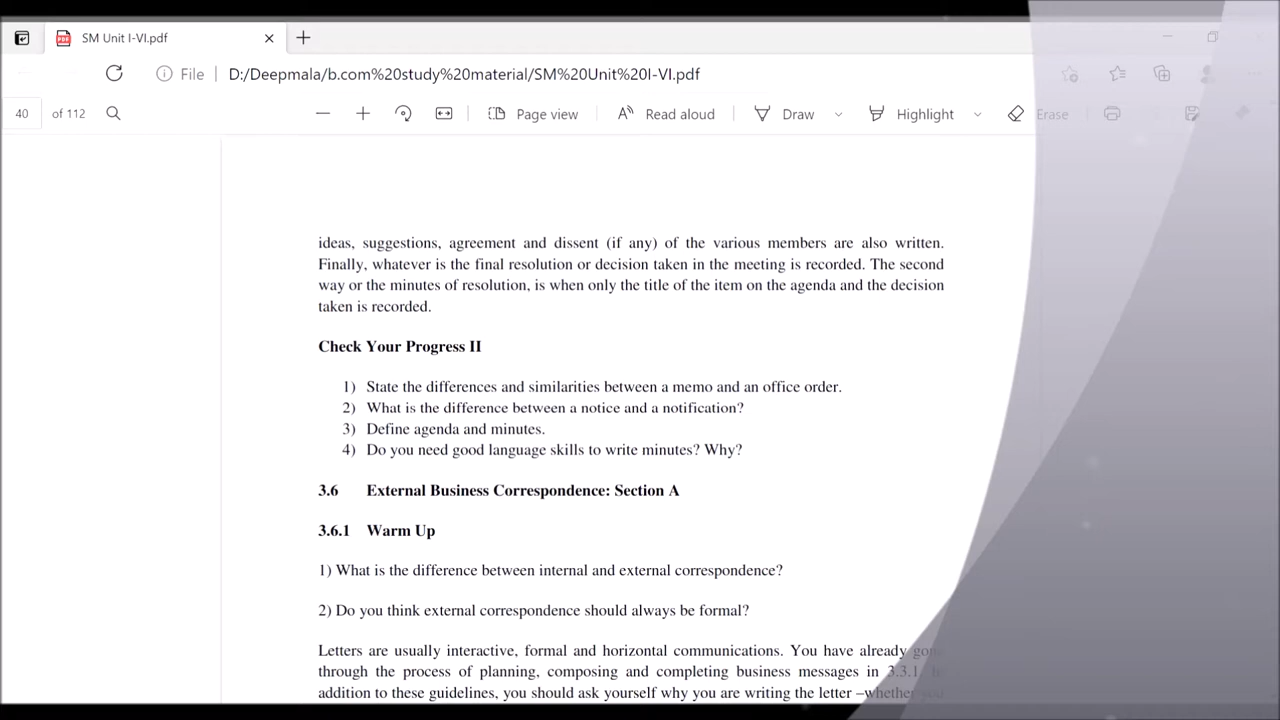 SM Unit I-VI.pdf
File D:/Deepmala/b.com%20study%20material/SM%20Unit%20I-VI.pdf
40 of 112 Page view Read aloud Draw Highlight Erase
ideas, suggestions, agreement and dissent (if any) of the various members are also written.
Finally, whatever is the final resolution or decision taken in the meeting is recorded. The second
way or the minutes of resolution, is when only the title of the item on the agenda and the decision
taken is recorded.
Check Your Progress II
1) State the differences and similarities between a memo and an office order.
2) What is the difference between a notice and a notification?
3) Define agenda and minutes.
4) Do you need good language skills to write minutes? Why?
3.6 External Business Correspondence: Section A
3.6.1 Warm Up
1) What is the difference between internal and external correspondence?
2) Do you think external correspondence should always be formal?
Letters are usually interactive, formal and horizontal communications. You have already gone
through the process of planning, composing and completing business messages in 3.3.1. In
addition to these guidelines, you should ask yourself why you are writing the letter –whether you